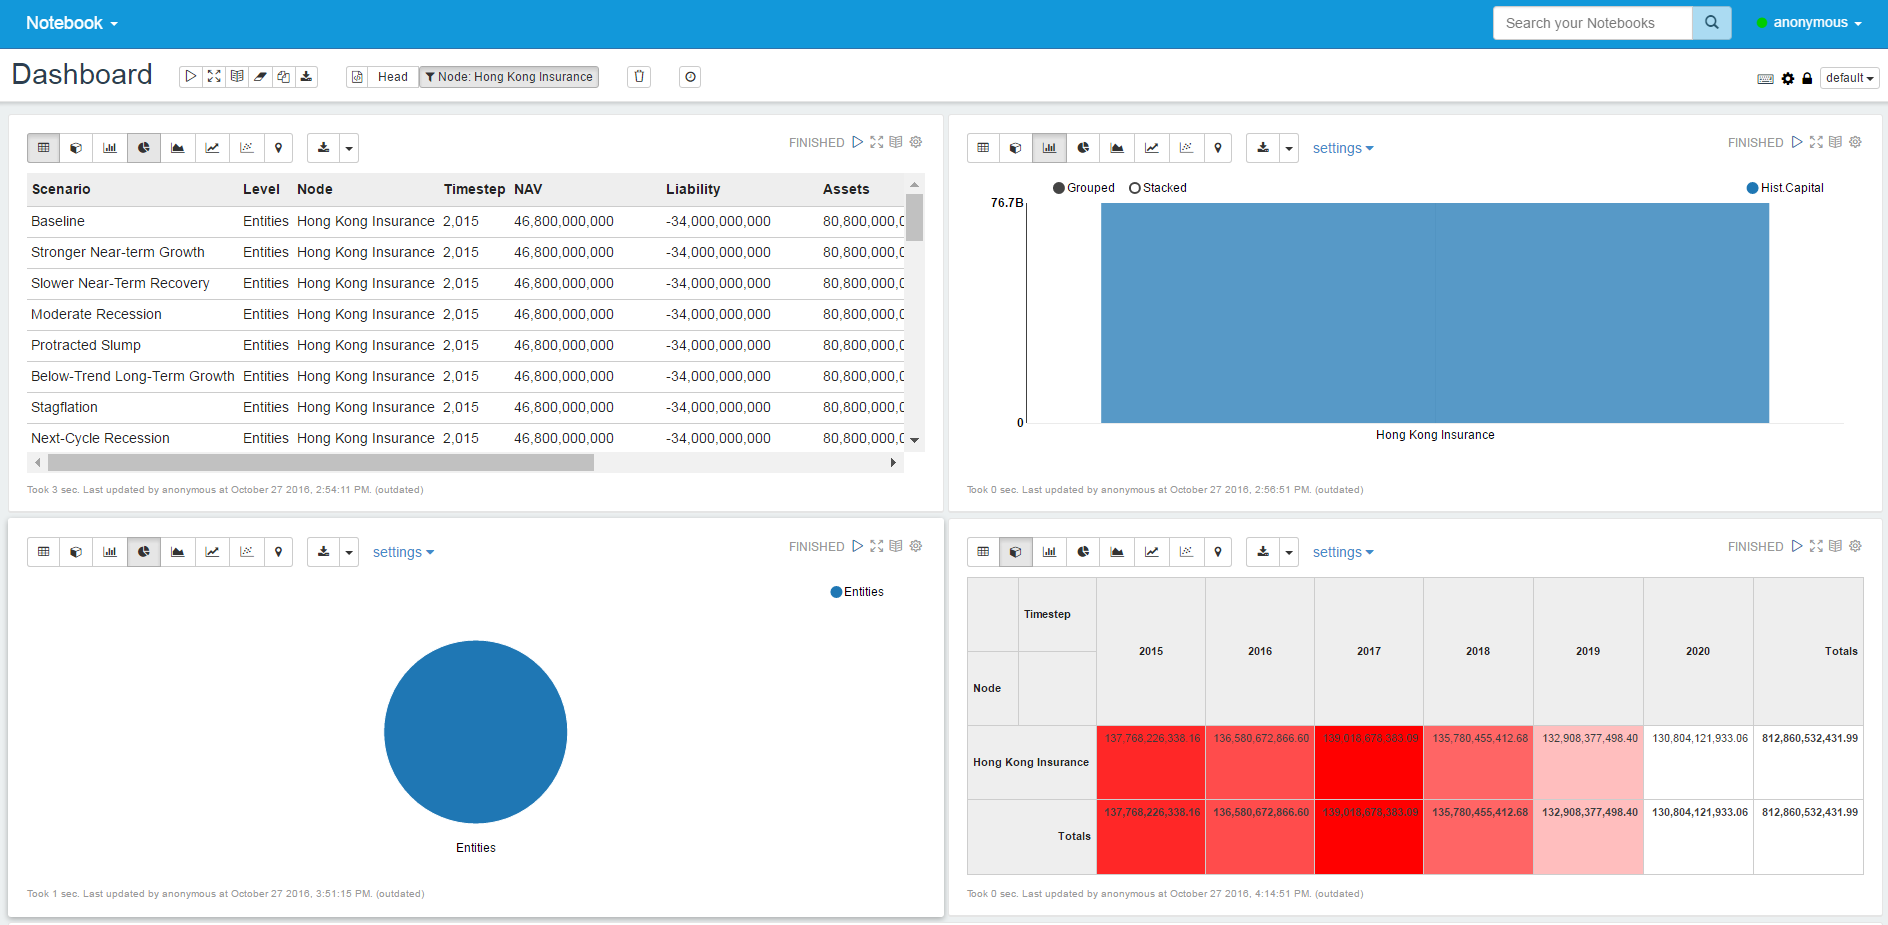 Notebook
Search your Notebooks
anonymous
Dashboard
Head
Node: Hong Kong Insurance
default
FINISHED
Scenario Level Node Timestep NAV Liability Assets
Baseline Entities Hong Kong Insurance 2,015 46,800,000,000 -34,000,000,000 80,800,000,0
Stronger Near-term Growth Entities Hong Kong Insurance 2,015 46,800,000,000 -34,000,000,000 80,800,000,0
Slower Near-Term Recovery Entities Hong Kong Insurance 2,015 46,800,000,000 -34,000,000,000 80,800,000,0
Moderate Recession Entities Hong Kong Insurance 2,015 46,800,000,000 -34,000,000,000 80,800,000,0
Protracted Slump Entities Hong Kong Insurance 2,015 46,800,000,000 -34,000,000,000 80,800,000,0
Below-Trend Long-Term Growth Entities Hong Kong Insurance 2,015 46,800,000,000 -34,000,000,000 80,800,000,0
Stagflation Entities Hong Kong Insurance 2,015 46,800,000,000 -34,000,000,000 80,800,000,0
Next-Cycle Recession Entities Hong Kong Insurance 2,015 46,800,000,000 -34,000,000,000 80,800,000,0
Took 3 sec. Last updated by anonymous at October 27 2016, 2:54:11 PM. (outdated)
settings
FINISHED
Grouped Stacked
Hist.Capital
76.7B
0
Hong Kong Insurance
Took 0 sec. Last updated by anonymous at October 27 2016, 2:56:51 PM. (outdated)
settings
FINISHED
Entities
Entities
Took 1 sec. Last updated by anonymous at October 27 2016, 3:51:15 PM. (outdated)
settings
FINISHED
Timestep
2015 2016 2017 2018 2019 2020 Totals
Node
Hong Kong Insurance 137,768,226,338.16 136,580,672,866.60 139,018,678,383.09 135,780,455,412.68 132,908,377,498.40 130,804,121,933.06 812,860,532,431.99
Totals 137,768,226,338.16 136,580,672,866.60 139,018,678,383.09 135,780,455,412.68 132,908,377,498.40 130,804,121,933.06 812,860,532,431.99
Took 0 sec. Last updated by anonymous at October 27 2016, 4:14:51 PM. (outdated)